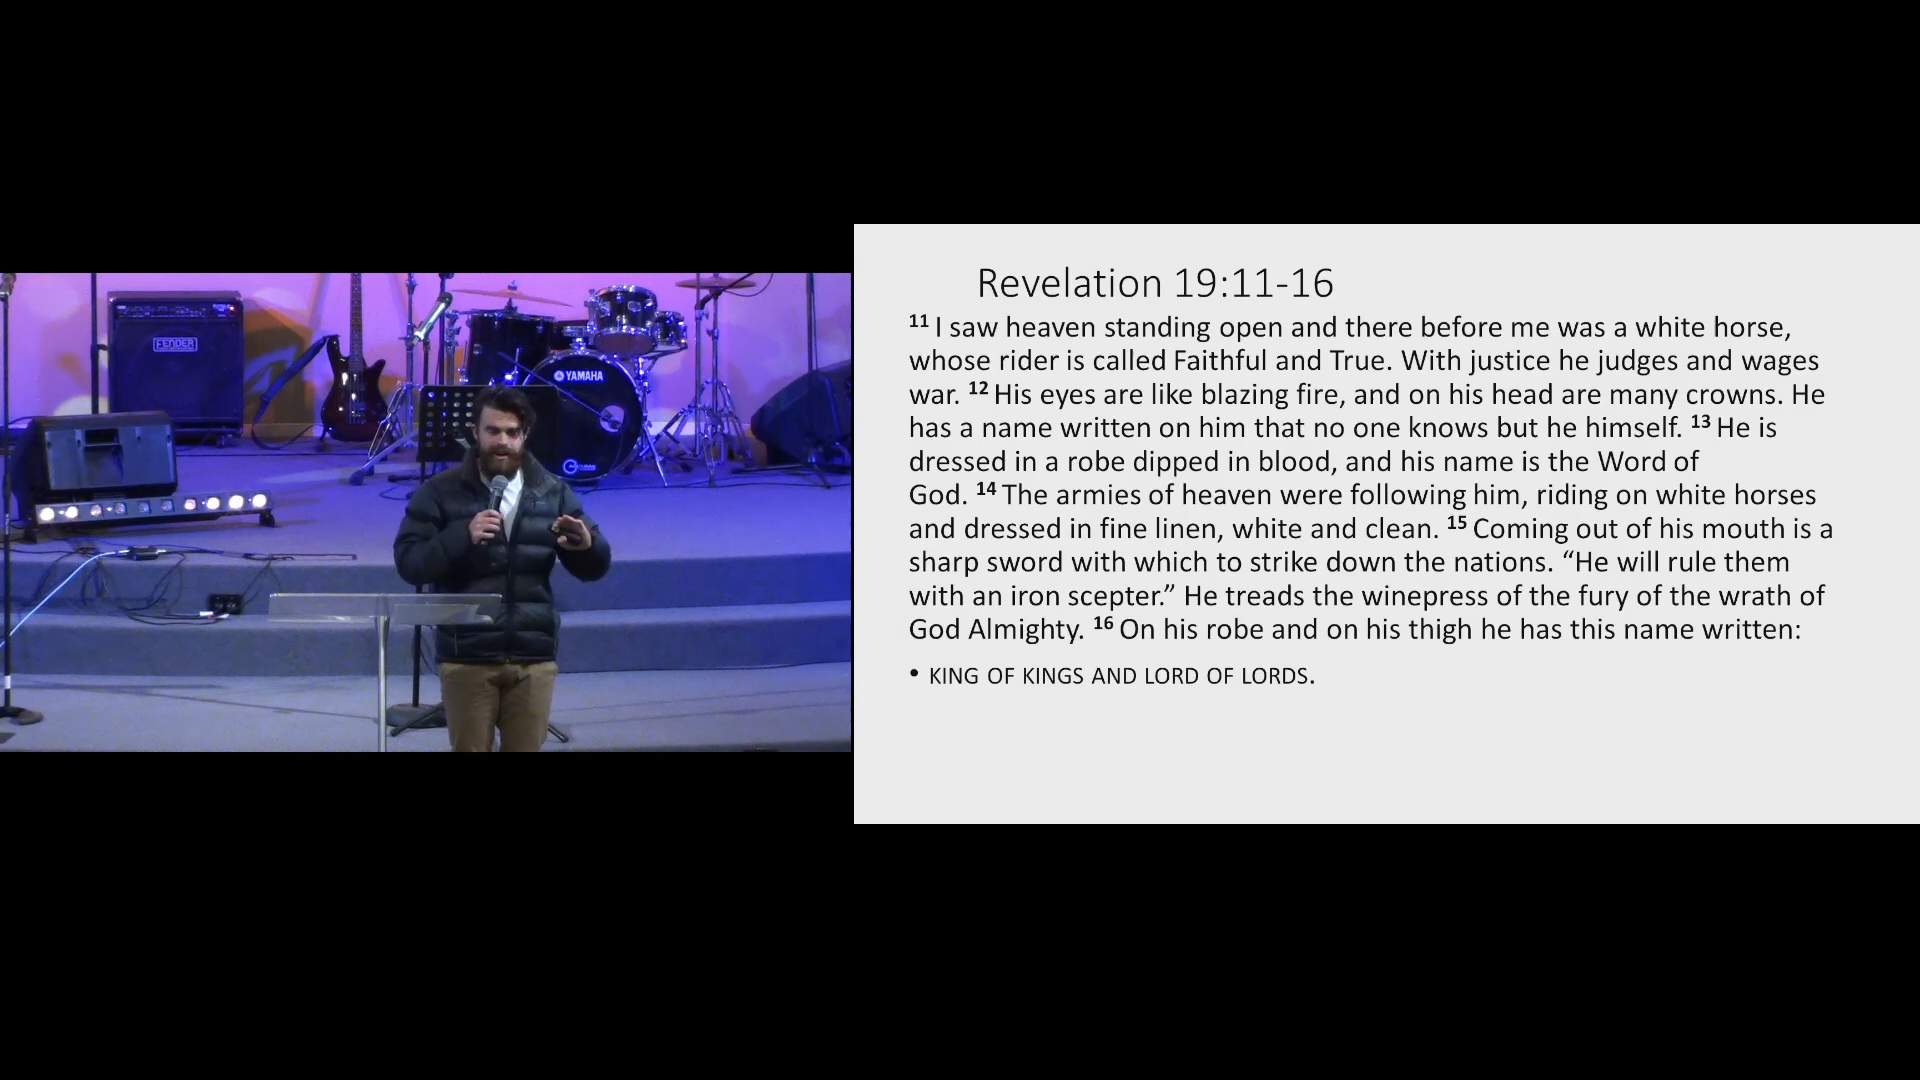 FENDER
YAMAHA
Revelation 19:11-16
11 I saw heaven standing open and there before me was a white horse,
whose rider is called Faithful and True. With justice he judges and wages
war. 12 His eyes are like blazing fire, and on his head are many crowns. He
has a name written on him that no one knows but he himself. 13 He is
dressed in a robe dipped in blood, and his name is the Word of
God. 14 The armies of heaven were following him, riding on white horses
and dressed in fine linen, white and clean. 15 Coming out of his mouth is a
sharp sword with which to strike down the nations. “He will rule them
with an iron scepter.” He treads the winepress of the fury of the wrath of
God Almighty. 16 On his robe and on his thigh he has this name written:
• KING OF KINGS AND LORD OF LORDS.